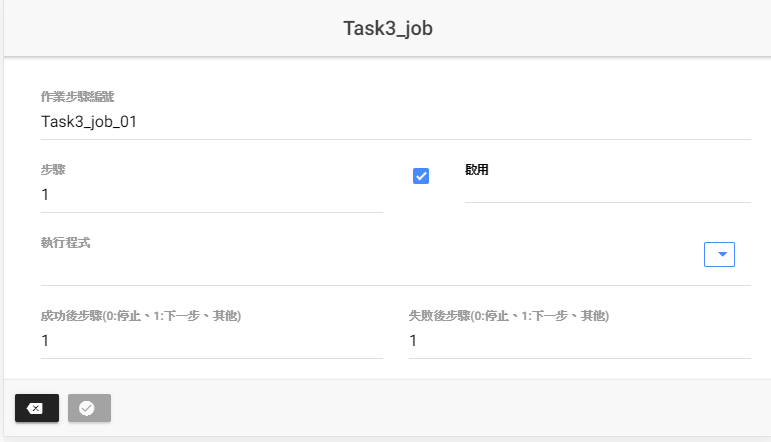 Task3_job
作業步驟編號
Task3_job_01
步驟
1
啟用
執行程式
成功後步驟(0:停止、1:下一步、其他)
1
失敗後步驟(0:停止、1:下一步、其他)
1